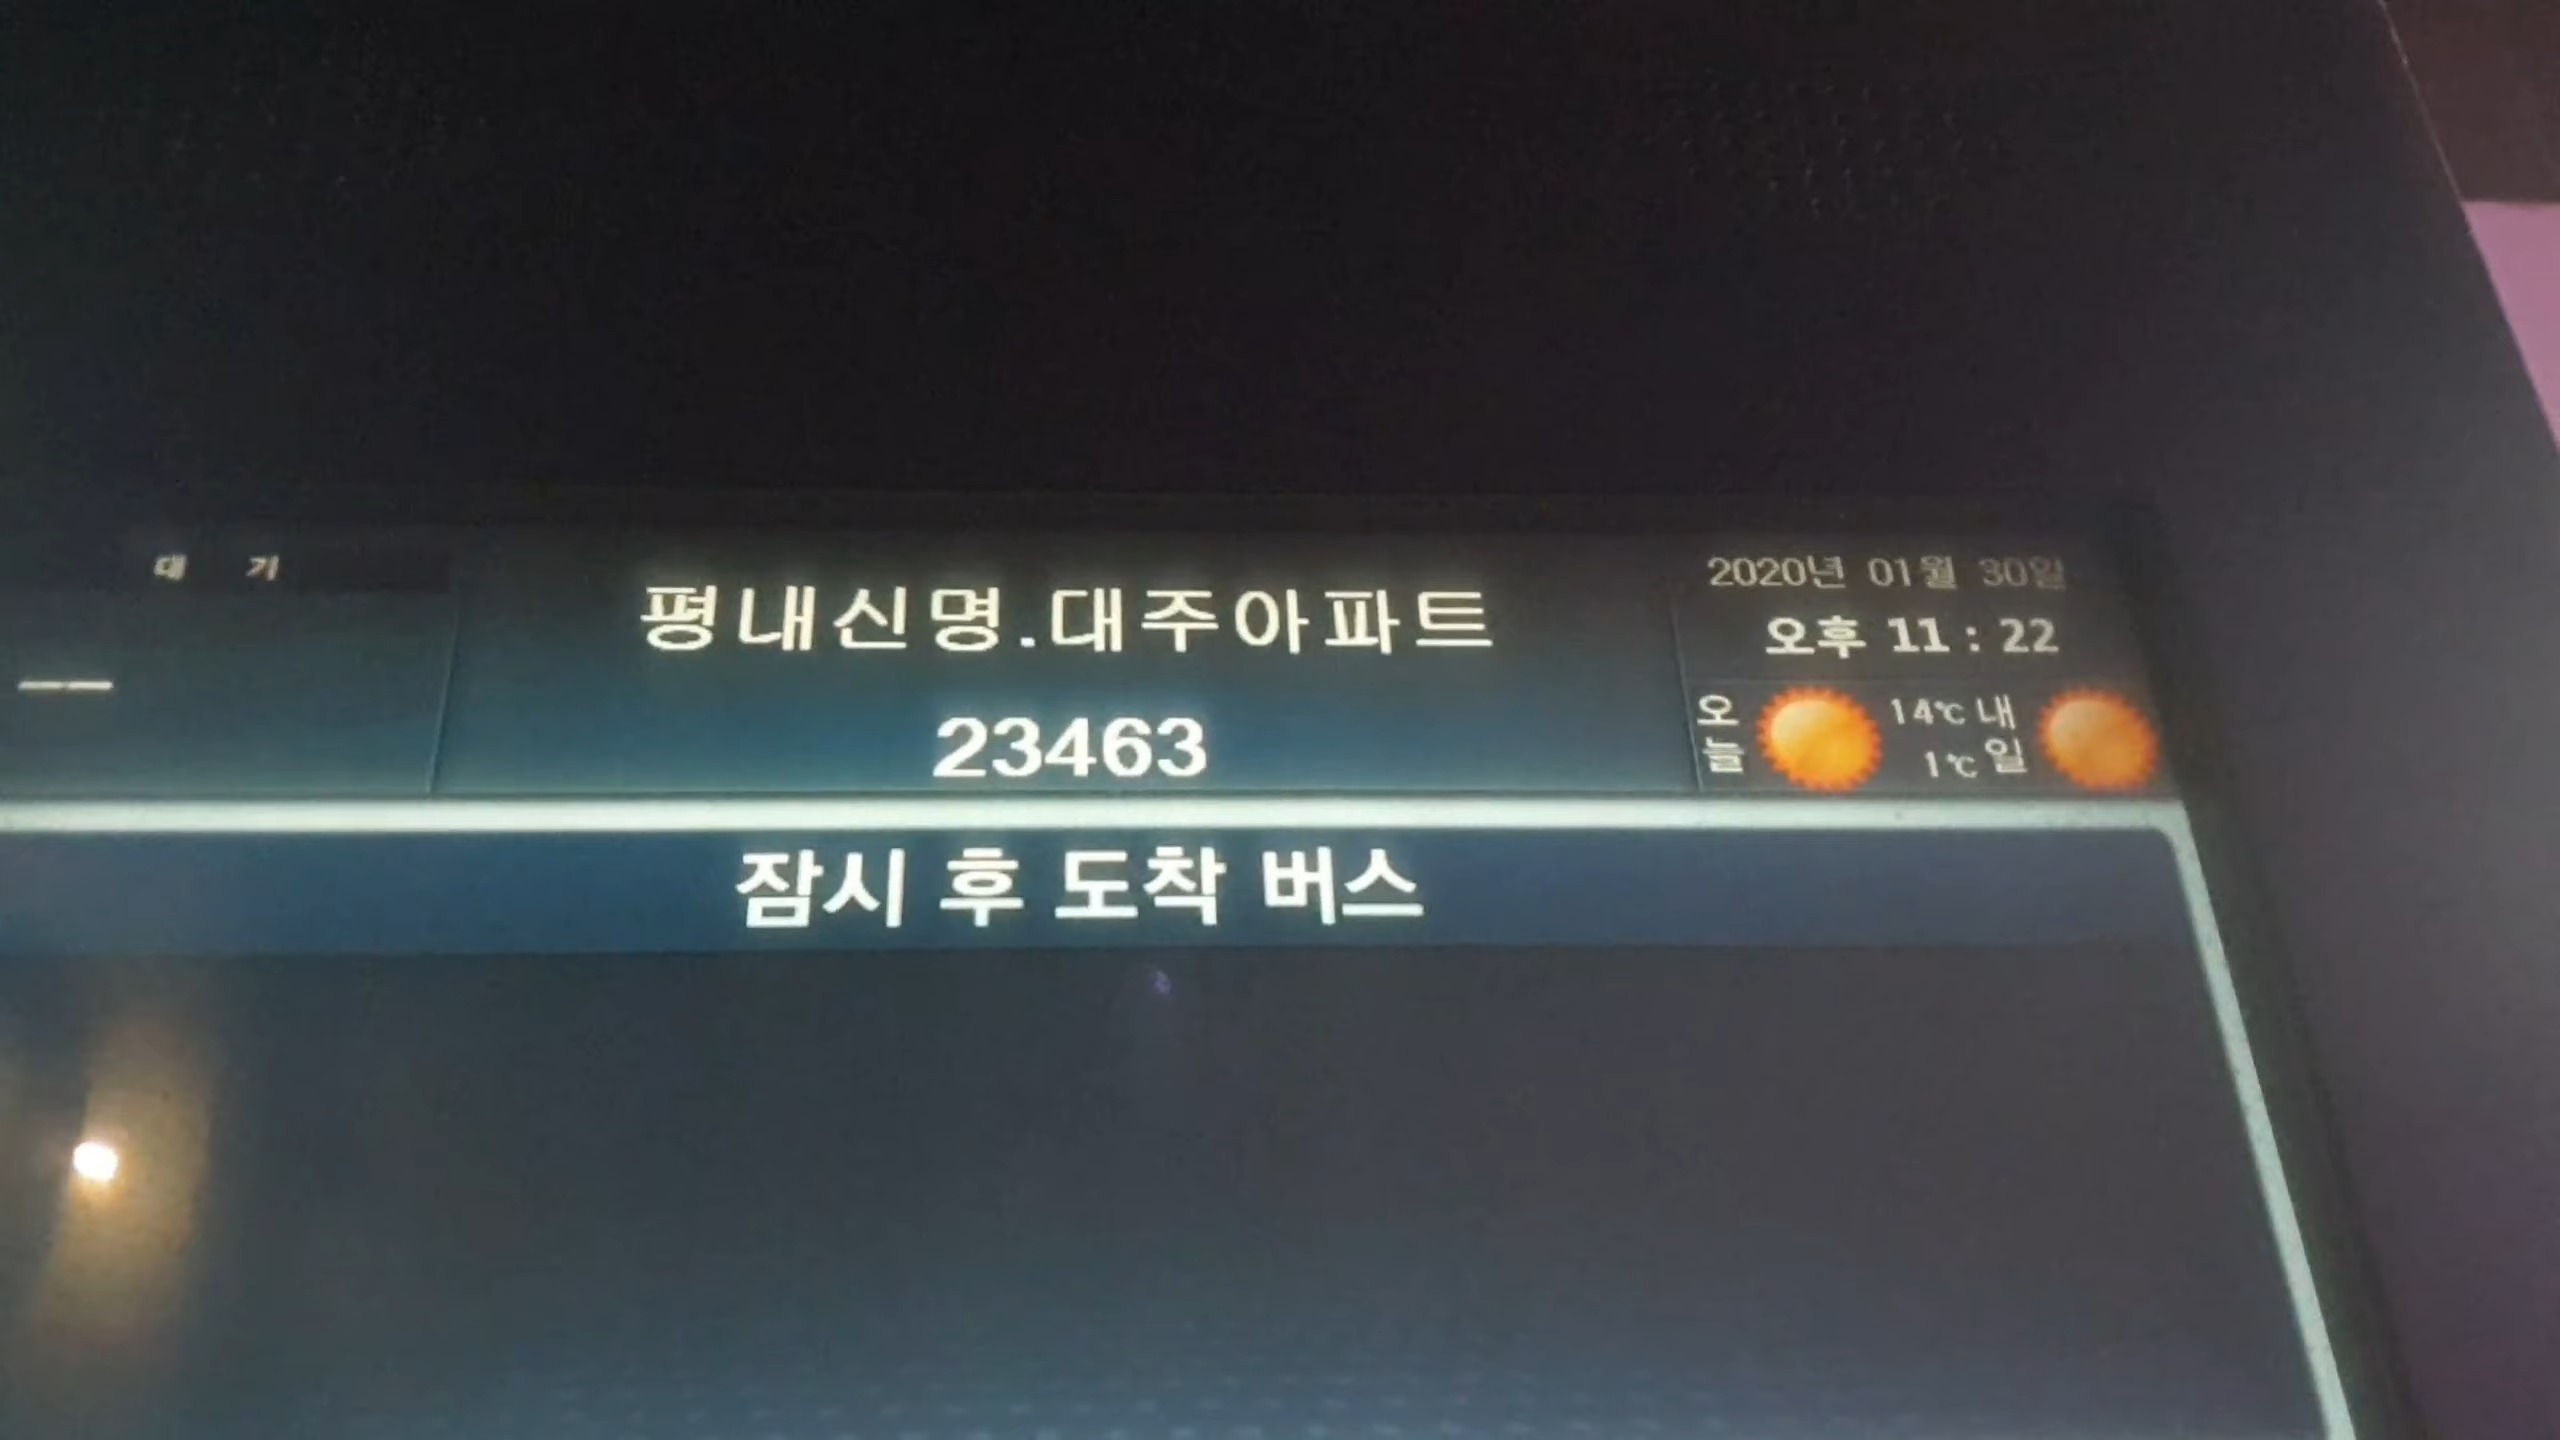 대 기
——
평내신명.대주아파트
23463
2020년 01월 30일
오후 11 : 22
오늘 14℃ 1℃ 내일
잠시 후 도착 버스